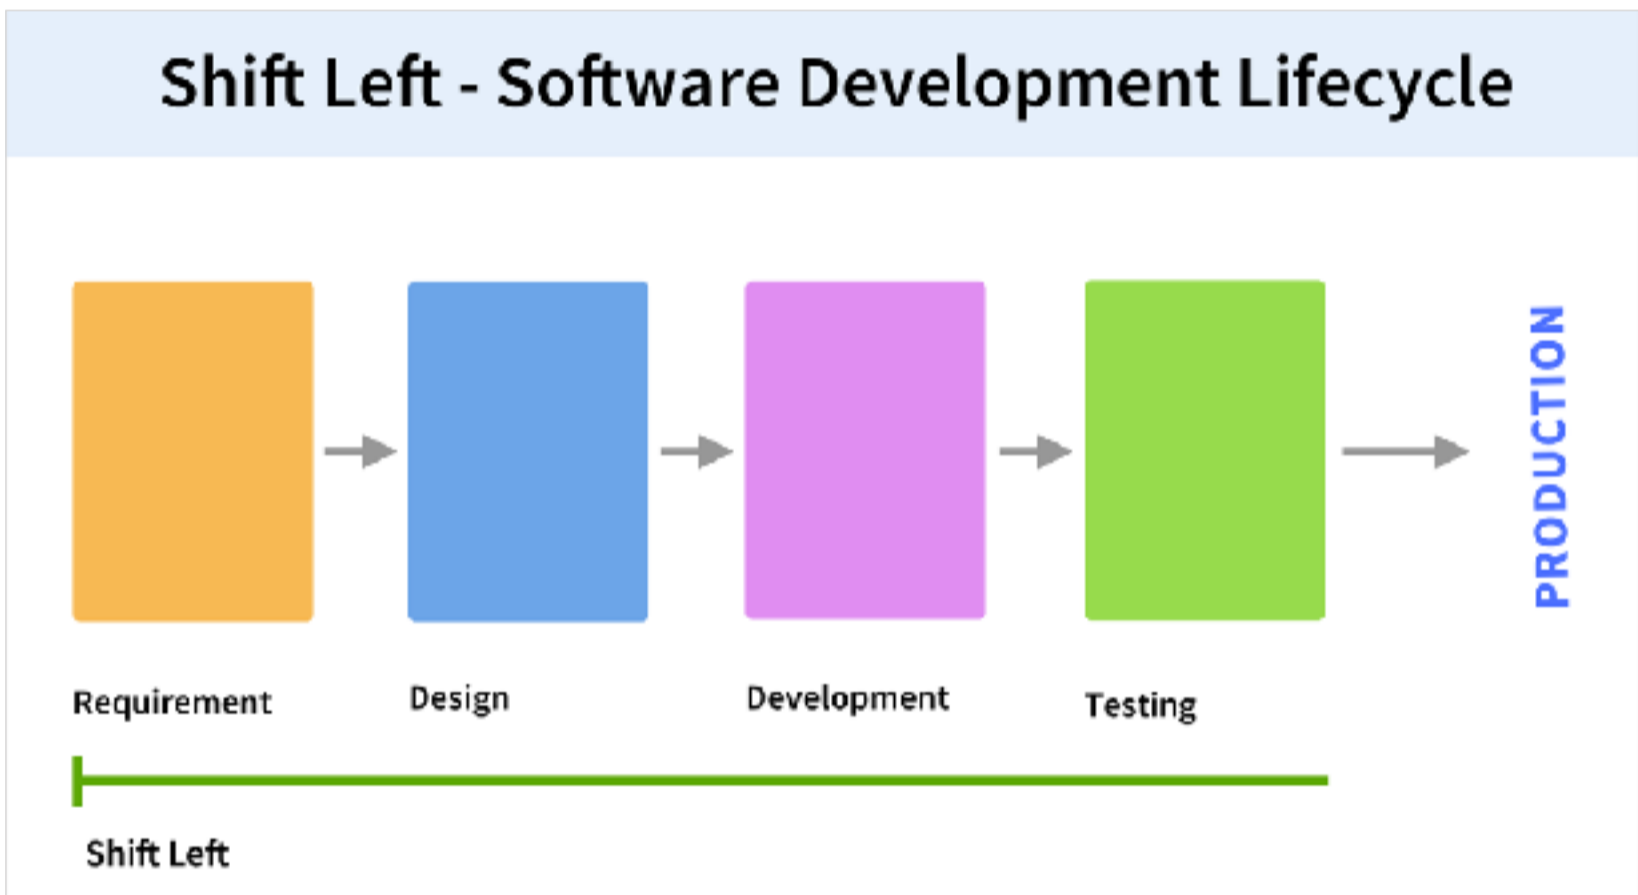 Shift Left - Software Development Lifecycle
PRODUCTION
Requirement
Design
Development
Testing
Shift Left